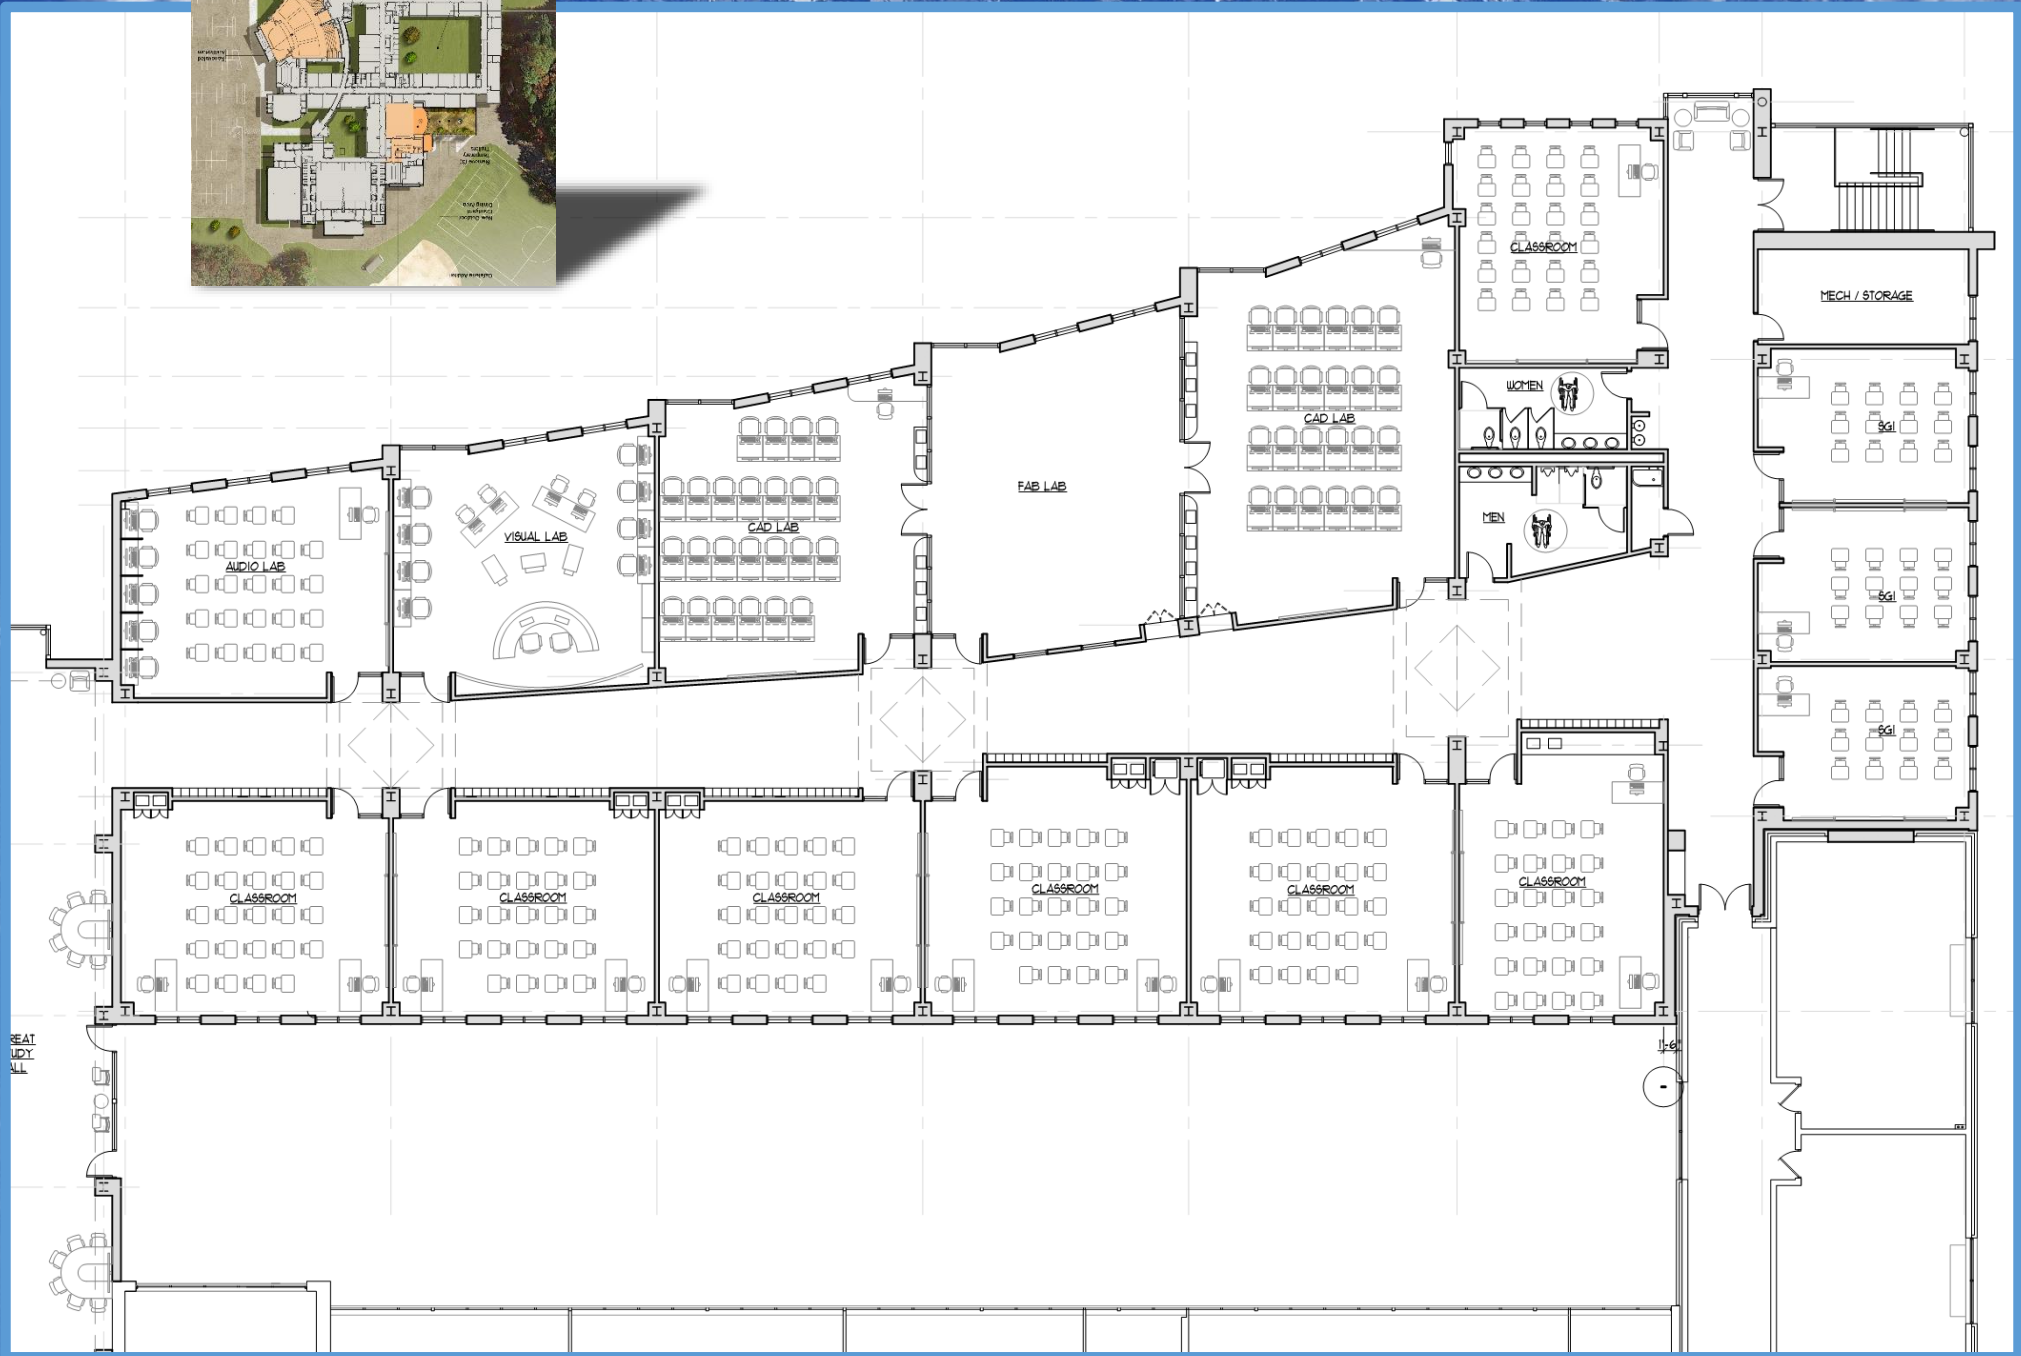 CLASSROOM
MECH / STORAGE
WOMEN
CAD LAB
SGI
FAB LAB
MEN
CAD LAB
VISUAL LAB
AUDIO LAB
SGI
SGI
CLASSROOM
CLASSROOM
CLASSROOM
CLASSROOM
CLASSROOM
CLASSROOM
REAT
UDY
ALL
1'-6"